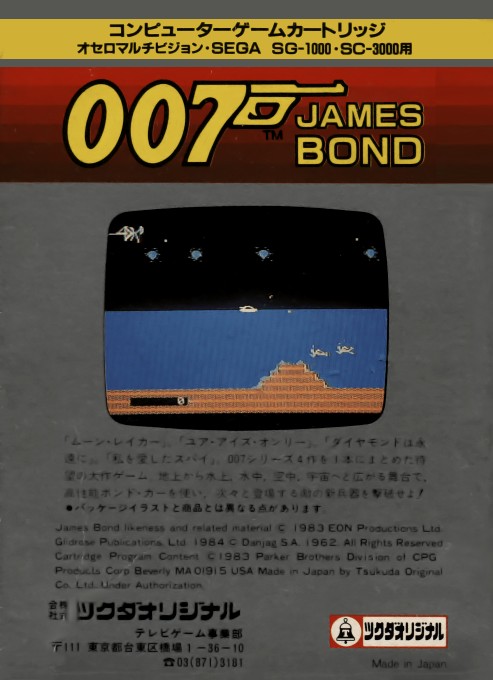 コンピューターゲームカートリッジ
オセロマルチビジョン・SEGA SG-1000・SC-3000用
007 JAMES
TM
BOND
0
「ムーン・レイカー」、「ユア・アイズ・オンリー」、「ダイヤモンドは永
遠に」、「私を愛したスパイ」、007シリーズ4作を1本にまとめた待
望の大作ゲーム。地上から水上、水中、空中、宇宙へと広がる舞台で、
高性能ボンド・カーを使い、次々と登場する敵の新兵器を撃破せよ!
●パッケージイラストと商品とは異なる点があります。
James Bond likeness and related material © 1983 EON Productions Ltd.
Glidrose Publications, Ltd. 1984 © Danjaq S.A. 1962. All Rights Reserved
Cartridge Program Content © 1983 Parker Brothers Division of CPG
Products Corp Beverly MA 01915 USA Made in Japan by Tsukuda Original
Co. Ltd. Under Authorization.
株式会社 ツクダオリジナル
テレビゲーム事業部
〒111 東京都台東区橋場1-36-10
☎03(871)3181
ツクダオリジナル
Made in Japan